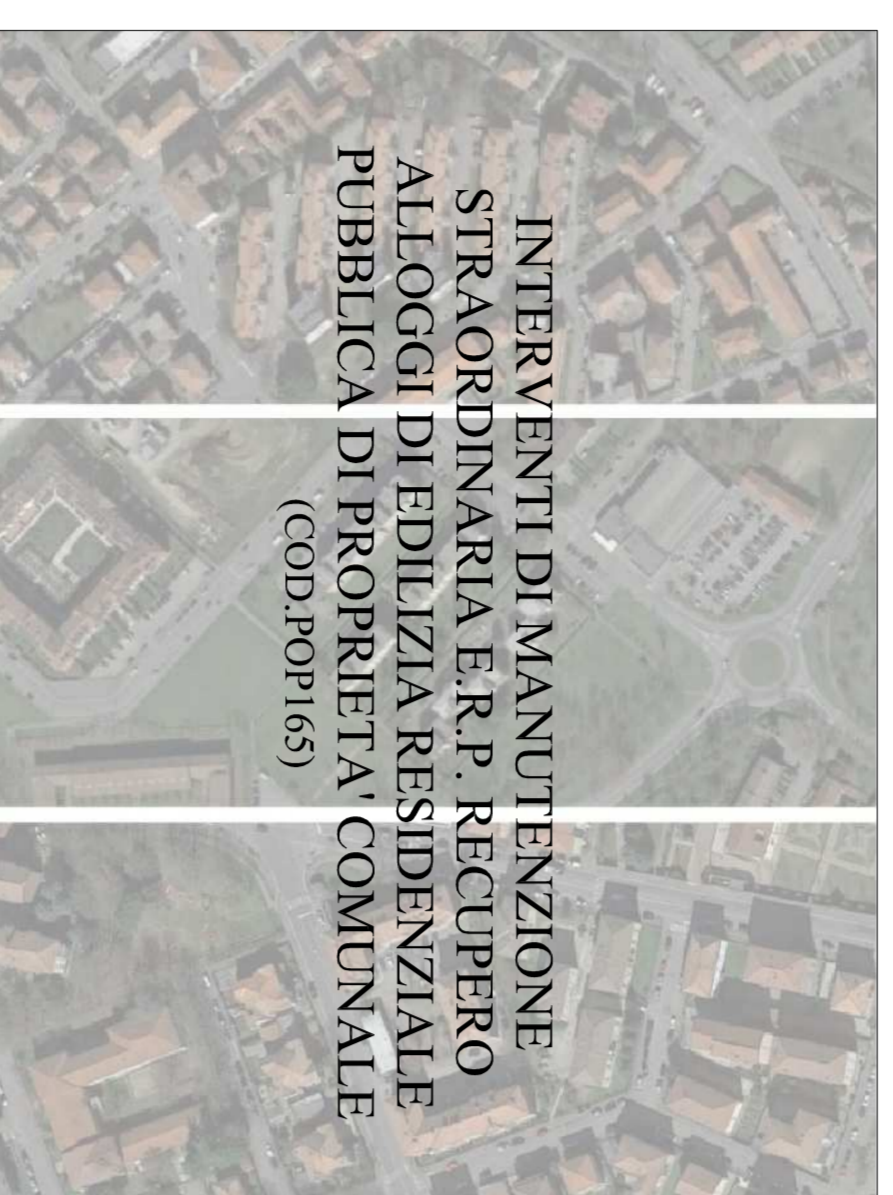 INTERVENTI DI MANUTENZIONE
STRAORDINARIA E.R.P. RECUPERO
ALLOGGI DI EDILIZIA RESIDENZIALE
PUBBLICA DI PROPRIETA' COMUNALE
(COD.POP165)